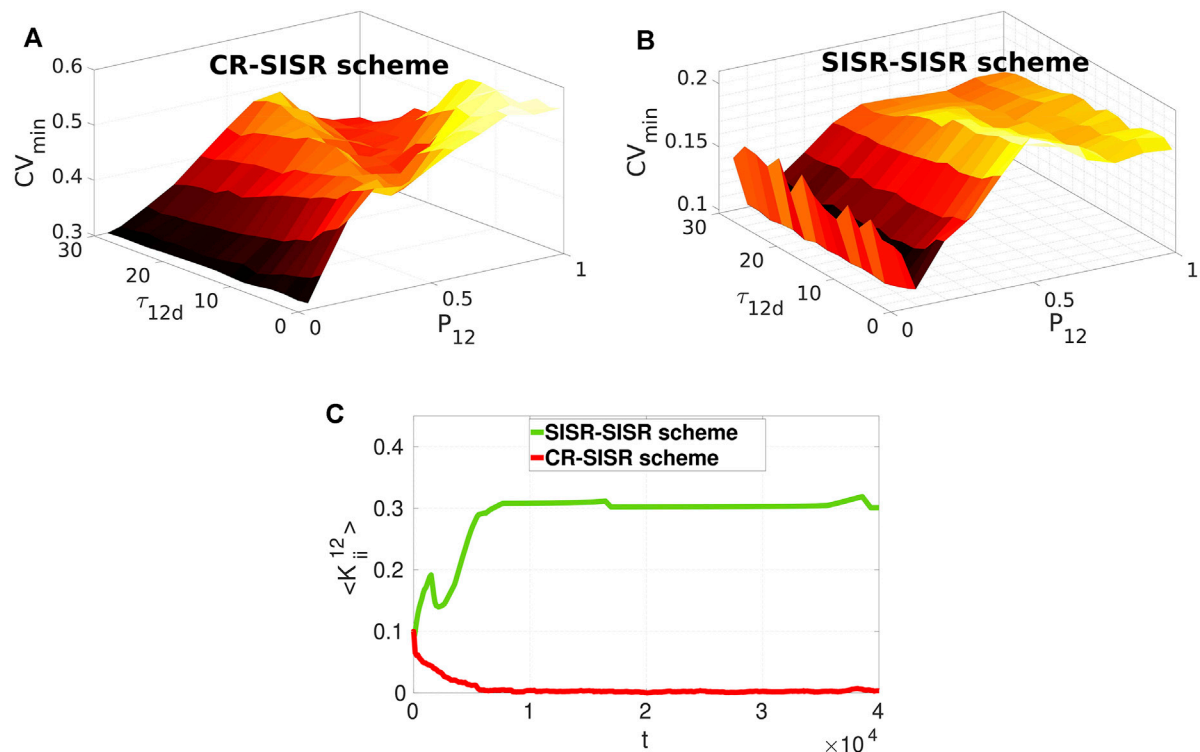 A
CR-SISR scheme
0.6
0.5
0.4
0.3
CV_min
30
20
10
0
τ_12d
0
0.5
1
P_12
B
SISR-SISR scheme
0.2
0.15
0.1
CV_min
30
20
10
0
τ_12d
0
0.5
1
P_12
C
SISR-SISR scheme
CR-SISR scheme
0.4
0.3
0.2
0.1
0
<K_ii^12>
0 1 2 3 4
t
×10^4